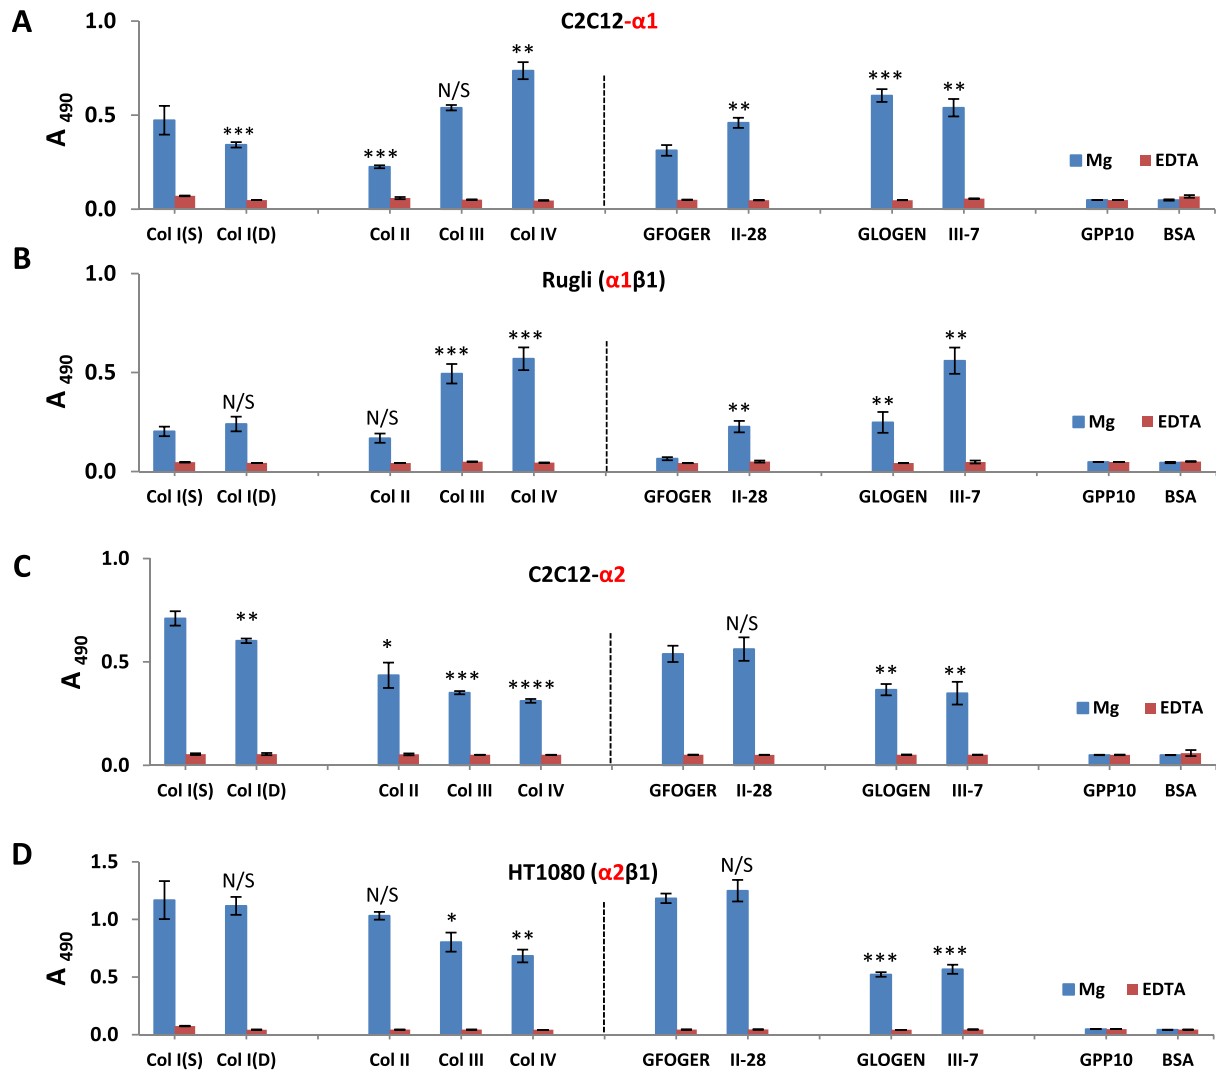 A
C2C12-α1
1.0
0.5
0.0
A 490
***
***
N/S
**
**
***
**
Mg EDTA
Col I(S) Col I(D) Col II Col III Col IV GFOGER II-28 GLOGEN III-7 GPP10 BSA
B
Rugli (α1β1)
1.0
0.5
0.0
A 490
N/S
N/S
***
***
**
**
**
Mg EDTA
Col I(S) Col I(D) Col II Col III Col IV GFOGER II-28 GLOGEN III-7 GPP10 BSA
C
C2C12-α2
1.0
0.5
0.0
A 490
**
*
***
****
N/S
**
**
Mg EDTA
Col I(S) Col I(D) Col II Col III Col IV GFOGER II-28 GLOGEN III-7 GPP10 BSA
D
HT1080 (α2β1)
1.5
1.0
0.5
0.0
A 490
N/S
N/S
*
**
N/S
***
***
Mg EDTA
Col I(S) Col I(D) Col II Col III Col IV GFOGER II-28 GLOGEN III-7 GPP10 BSA